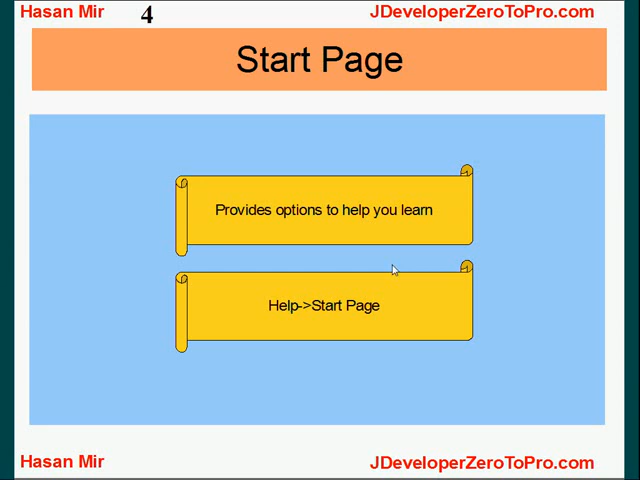 Hasan Mir 4 JDeveloperZeroToPro.com
Start Page
Provides options to help you learn
Help->Start Page
Hasan Mir JDeveloperZeroToPro.com